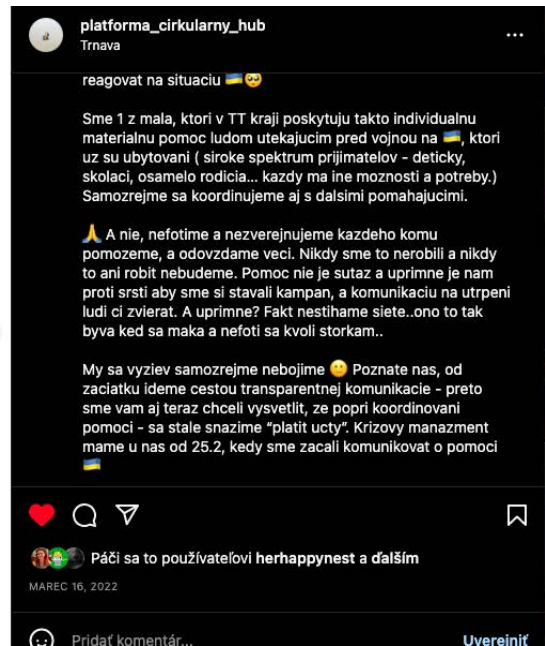 platforma_cirkularny_hub
Trnava
reagovat na situaciu 🇺🇦🥺
Sme 1 z mala, ktori v TT kraji poskytuju takto individualnu
materialnu pomoc ludom utekajucim pred vojnou na 🇺🇦, ktori
uz su ubytovani ( siroke spektrum prijimatelov - deticky,
skolaci, osamelo rodicia... kazdy ma ine moznosti a potreby.)
Samozrejme sa koordinujeme aj s dalsimi pomahajucimi.
🙏 A nie, nefotime a nezverejnujeme kazdeho komu
pomozeme, a odovzdame veci. Nikdy sme to nerobili a nikdy
to ani robit nebudeme. Pomoc nie je sutaz a uprimne je nam
proti srsti aby sme si stavali kampan, a komunikaciu na utrpeni
ludi ci zvierat. A uprimne? Fakt nestihame siete..ono to tak
byva ked sa maka a nefoti sa kvoli storkam..
My sa vyziev samozrejme nebojime 🙂 Poznate nas, od
zaciatku ideme cestou transparentnej komunikacie - preto
sme vam aj teraz chceli vysvetlit, ze popri koordinovani
pomoci - sa stale snazime “platit ucty”. Krizovy manazment
mame u nas od 25.2, kedy sme zacali komunikovat o pomoci
🇺🇦
Páči sa to používateľovi herhappynest a ďalším
MAREC 16, 2022
Pridať komentár...
Uverejniť